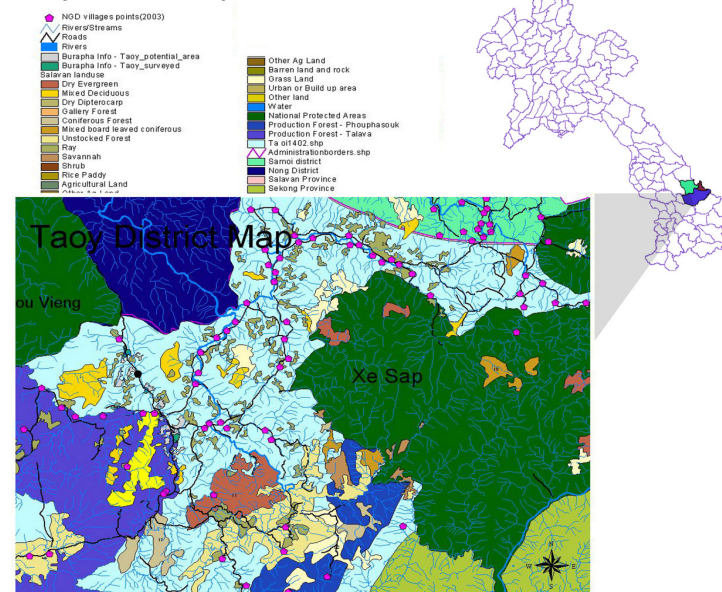 NGD villages points(2003)
Rivers/Streams
Roads
Rivers
Burapha Info - Taoy_potential_area
Burapha Info - Taoy_surveyed
Salavan landuse
Dry Evergreen
Mixed Deciduous
Dry Dipterocarp
Gallery Forest
Coniferous Forest
Mixed board leaved coniferous
Unstocked Forest
Ray
Savannah
Shrub
Rice Paddy
Agricultural Land
Other Ag Land
Other Ag Land
Barren land and rock
Grass Land
Urban or Build up area
Other land
Water
National Protected Areas
Production Forest - Phouphasouk
Production Forest - Talava
Ta oi1402.shp
Administrationborders.shp
Samoi district
Nong District
Salavan Province
Sekong Province
Taoy District Map
ou Vieng
Xe Sap
N
W
E
S